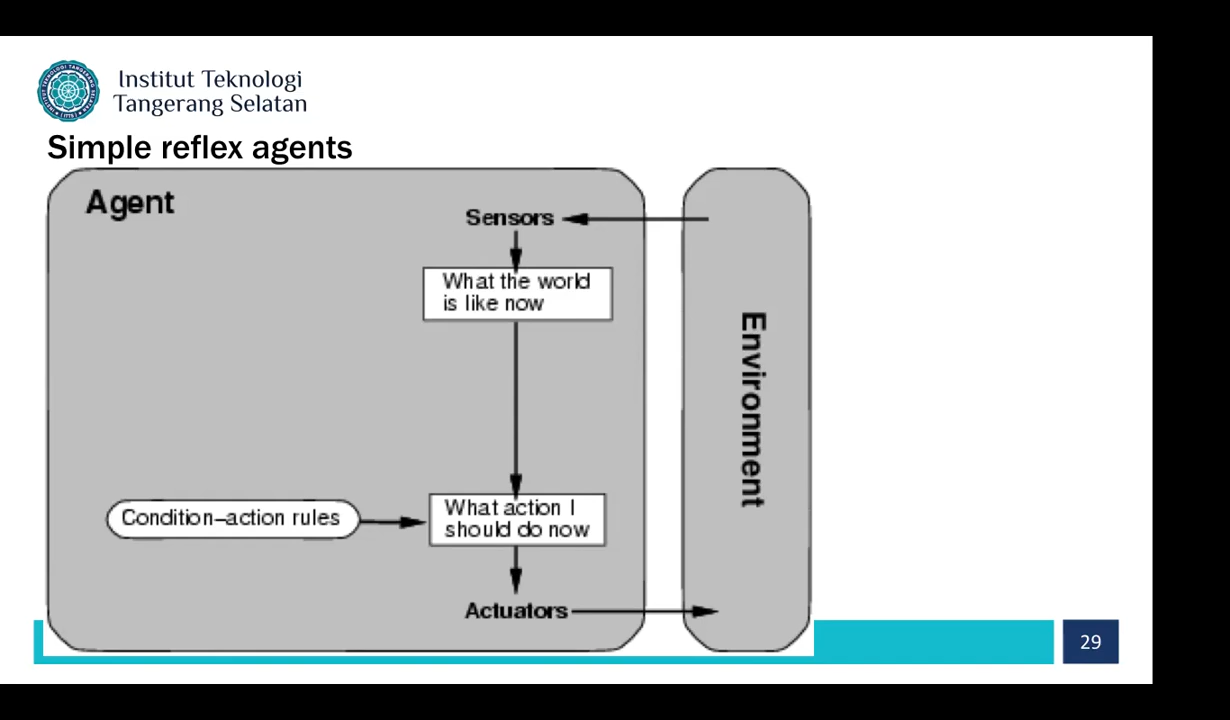 Institut Teknologi
Tangerang Selatan
Simple reflex agents
Agent
Sensors
What the world
is like now
Environment
Condition–action rules
What action I
should do now
Actuators
29